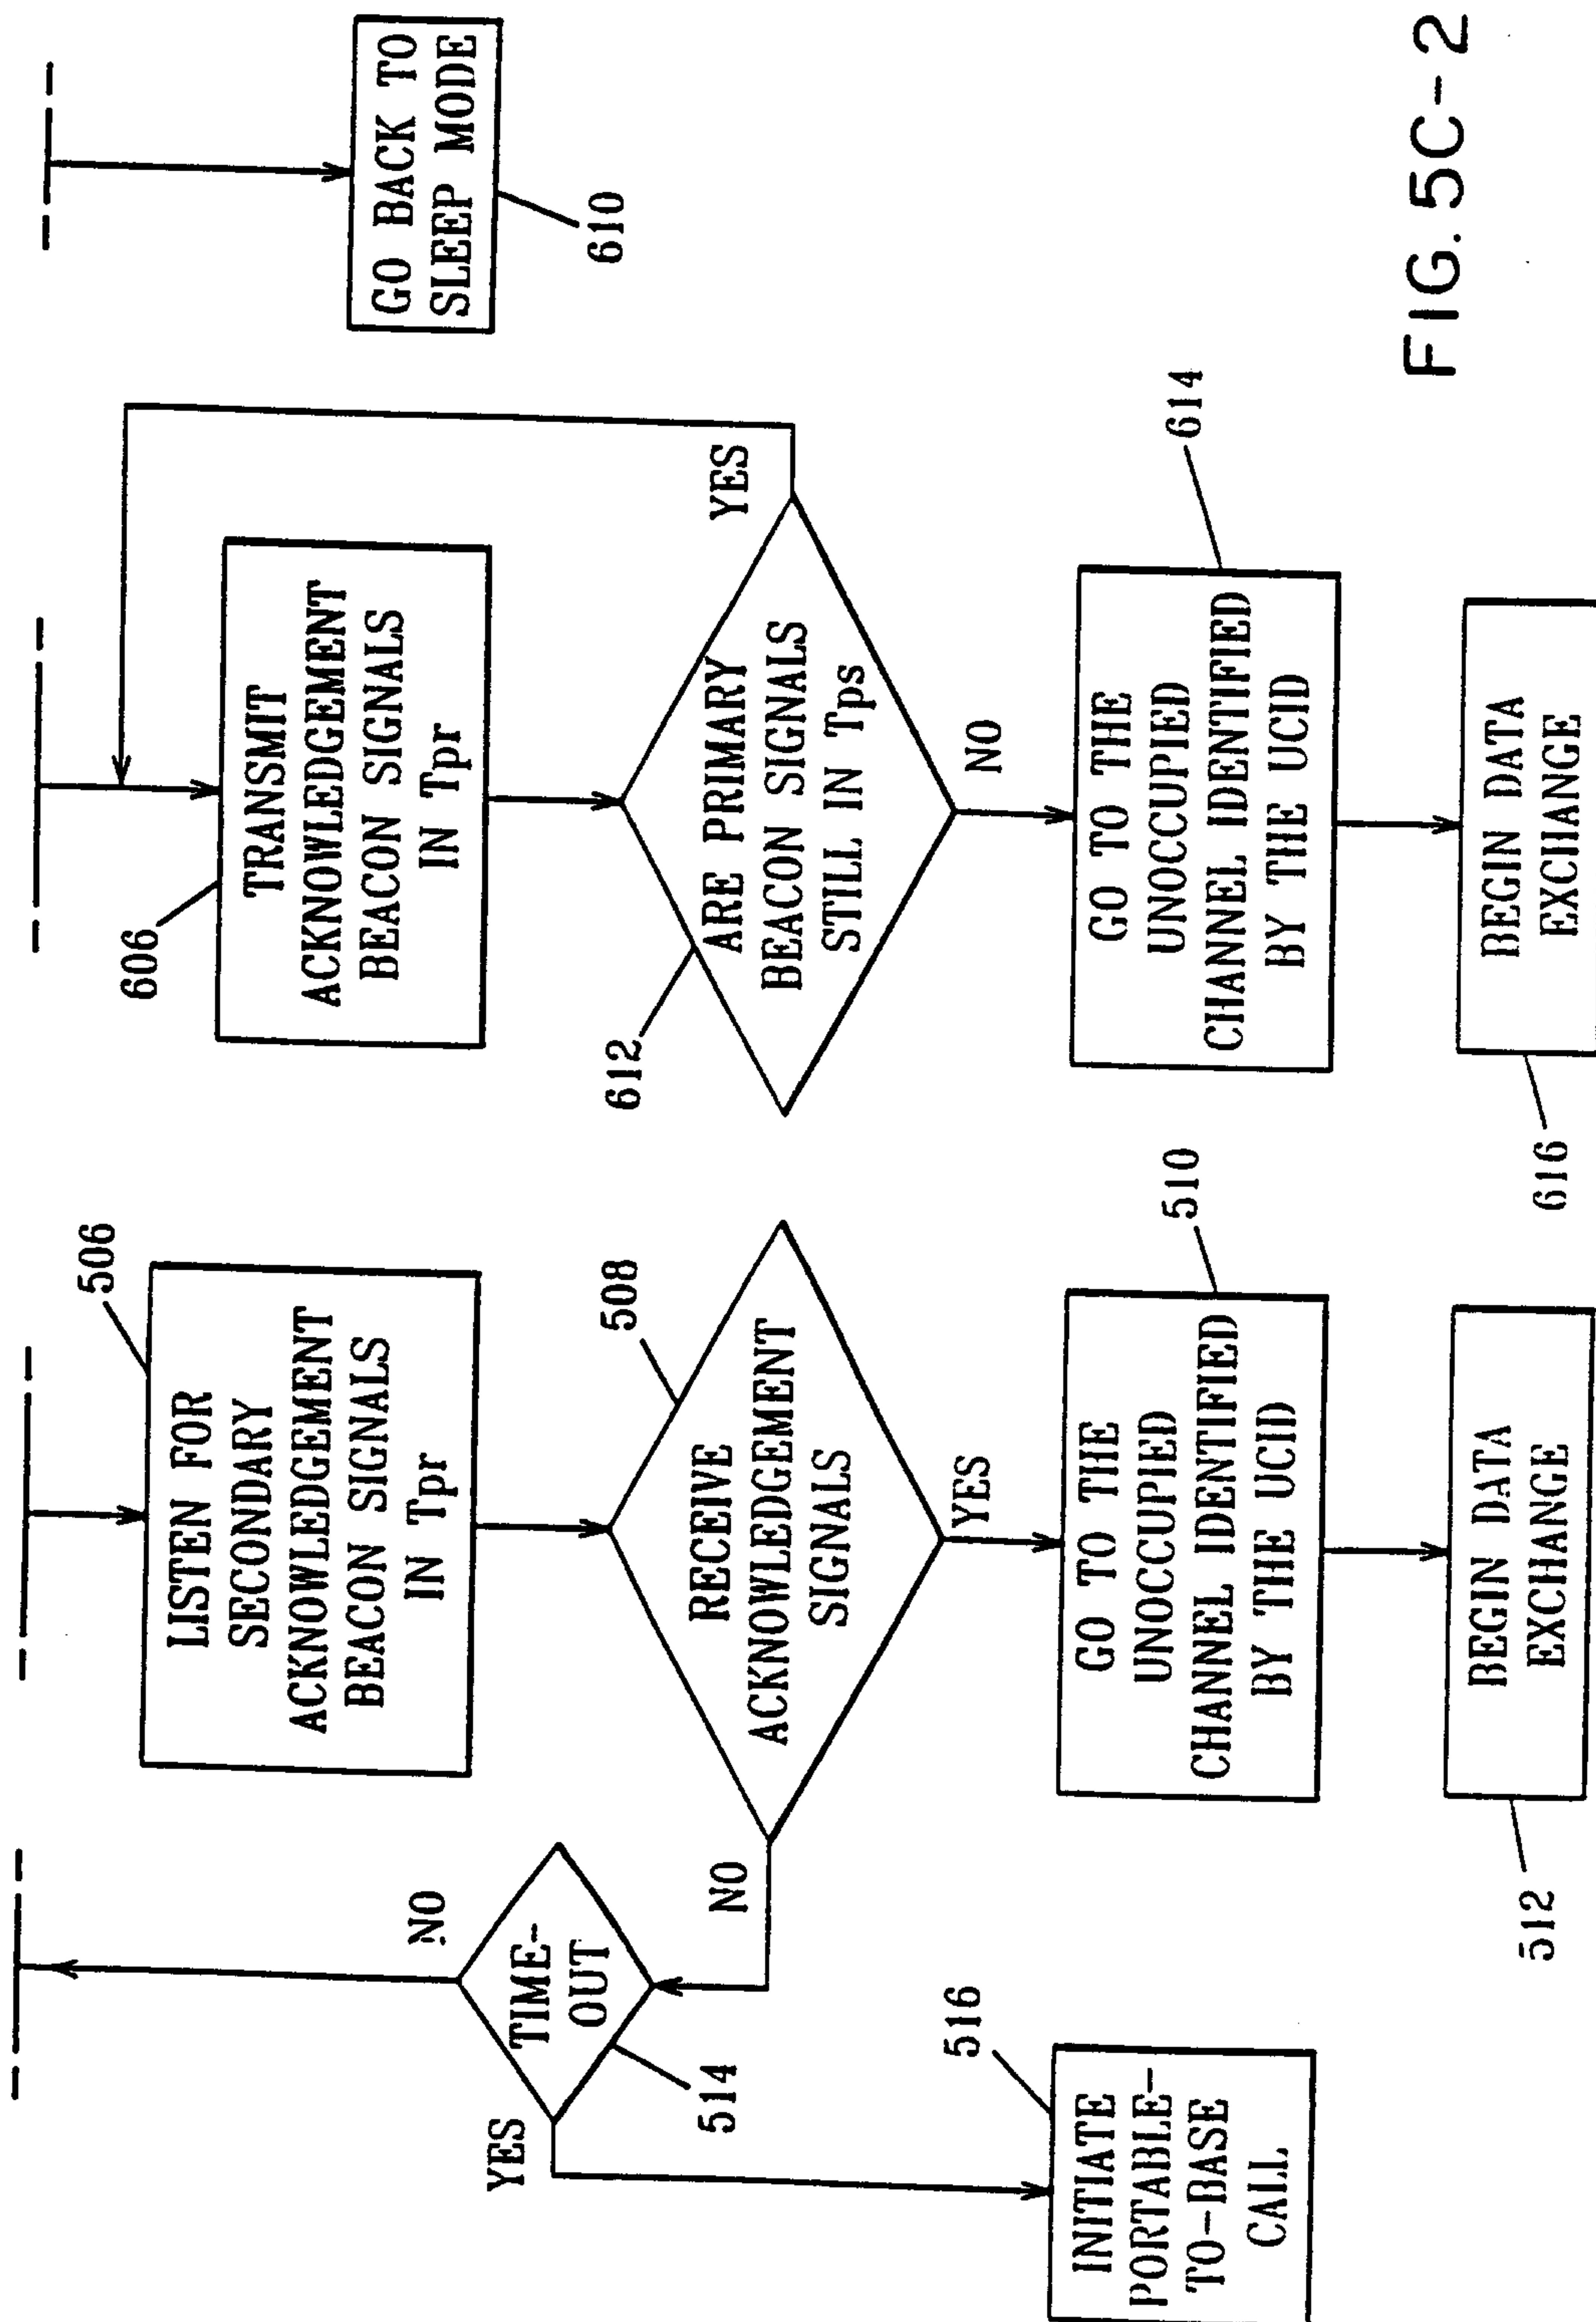 NO
TIME-
OUT
514
YES
516
INITIATE
PORTABLE-
TO-BASE
CALL
506
LISTEN FOR
SECONDARY
ACKNOWLEDGEMENT
BEACON SIGNALS
IN Tpr
508
RECEIVE
ACKNOWLEDGEMENT
SIGNALS
NO
YES
510
GO TO THE
UNOCCUPIED
CHANNEL IDENTIFIED
BY THE UCID
512
BEGIN DATA
EXCHANGE
606
TRANSMIT
ACKNOWLEDGEMENT
BEACON SIGNALS
IN Tpr
612
ARE PRIMARY
BEACON SIGNALS
STILL IN Tps
YES
NO
614
GO TO THE
UNOCCUPIED
CHANNEL IDENTIFIED
BY THE UCID
616
BEGIN DATA
EXCHANGE
GO BACK TO
SLEEP MODE
610
FIG. 5C-2